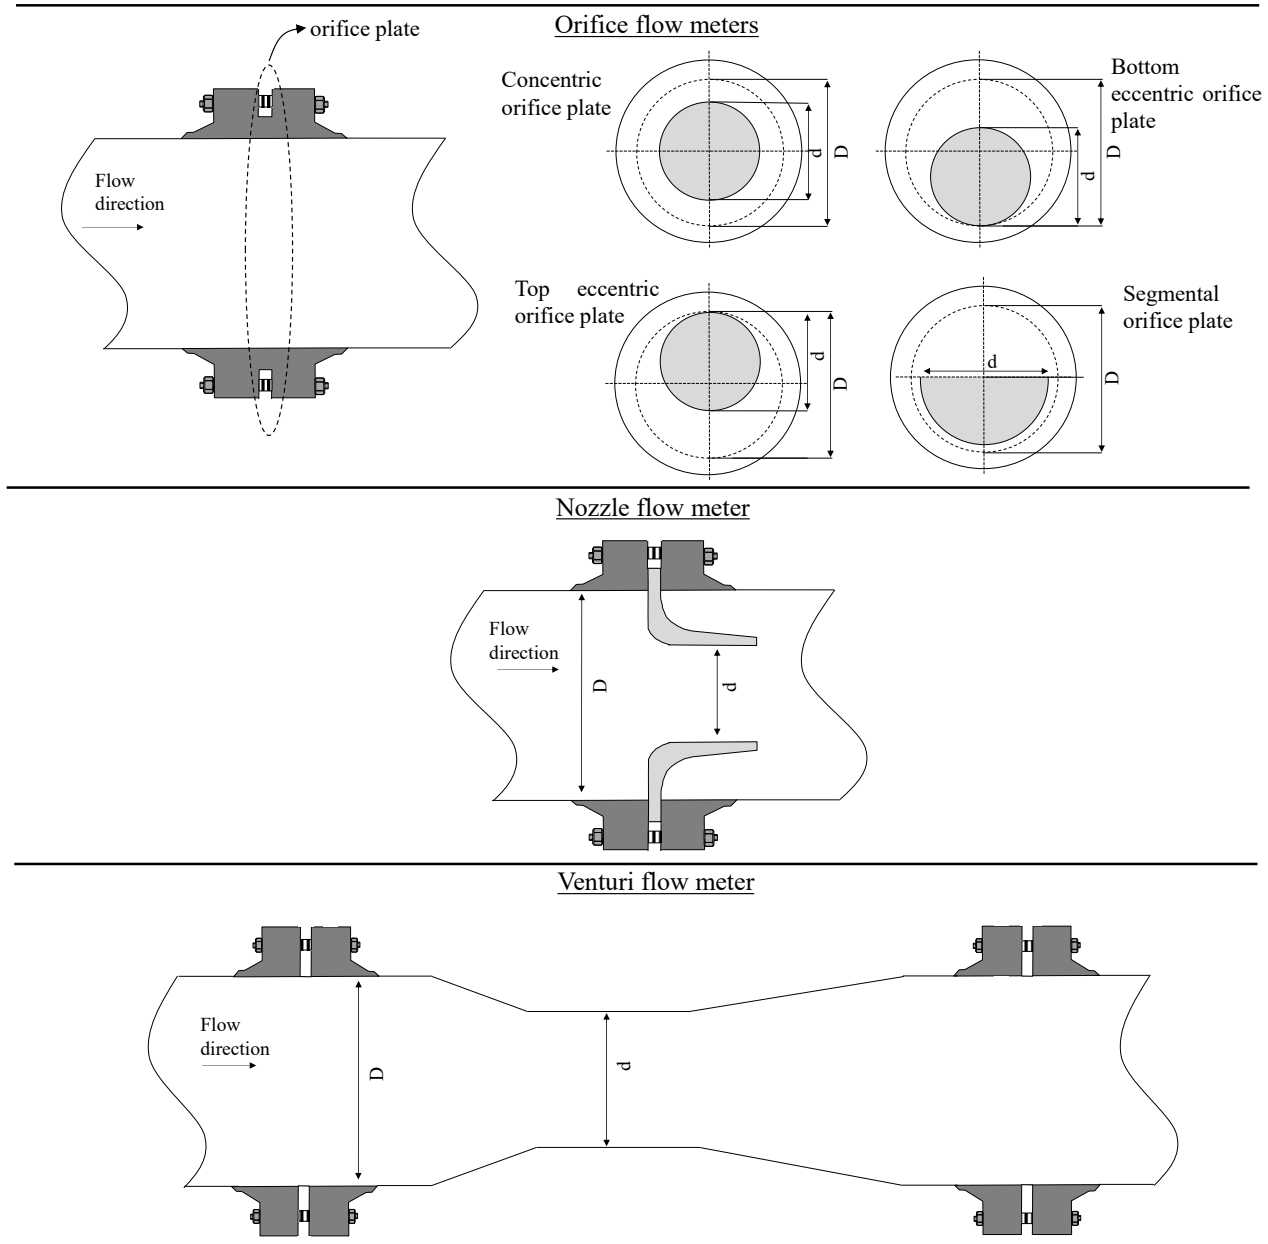 Orifice flow meters
orifice plate
Flow
direction
Concentric
orifice plate
d
D
Bottom
eccentric orifice
plate
d
D
Top eccentric
orifice plate
d
D
Segmental
orifice plate
d
D
Nozzle flow meter
Flow
direction
D
d
Venturi flow meter
Flow
direction
D
d